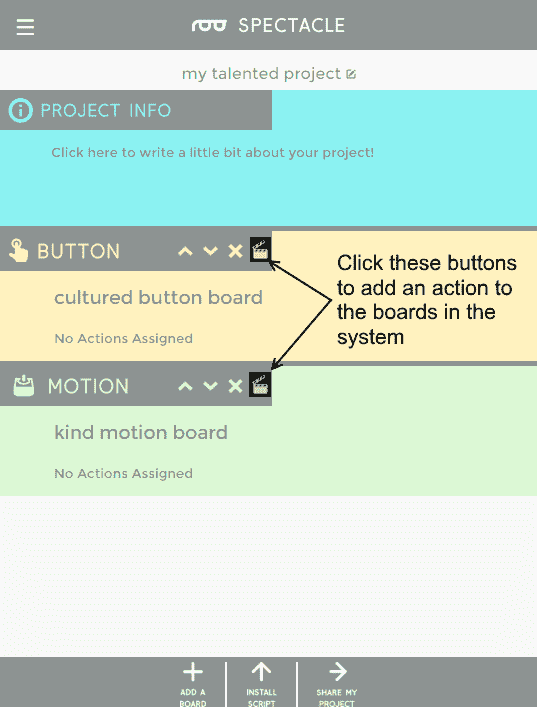 SPECTACLE
my talented project
PROJECT INFO
Click here to write a little bit about your project!
BUTTON
cultured button board
No Actions Assigned
Click these buttons
to add an action to
the boards in the
system
MOTION
kind motion board
No Actions Assigned
ADD A
BOARD
INSTALL
SCRIPT
SHARE MY
PROJECT